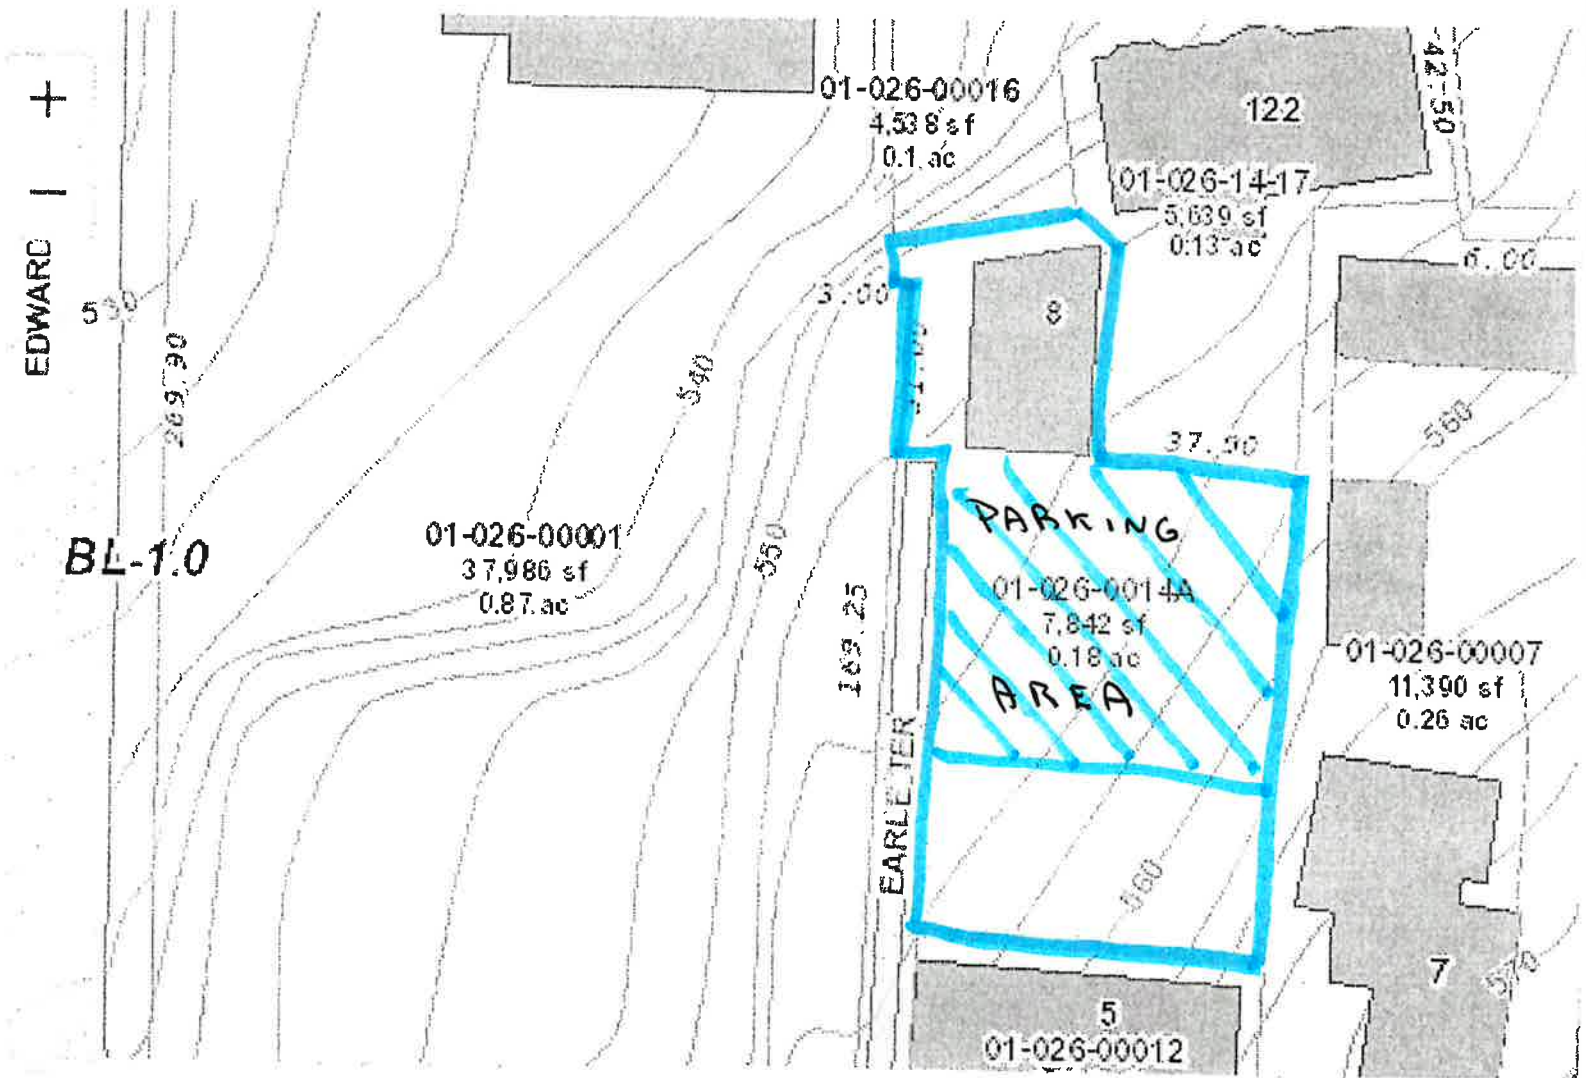 01-026-00016
4,538 sf
0.1 ac
122
42.50
01-026-14-17
5,639 sf
0.13 ac
6.00
EDWARD
530
269.90
3.00
8
540
37.90
560
PARKING
01-026-00001
37,986 sf
0.87 ac
BL-1.0
550
169.25
01-026-0014A
7,842 sf
0.18 ac
AREA
01-026-00007
11,390 sf
0.26 ac
EARLE TER
560
7
570
5
01-026-00012